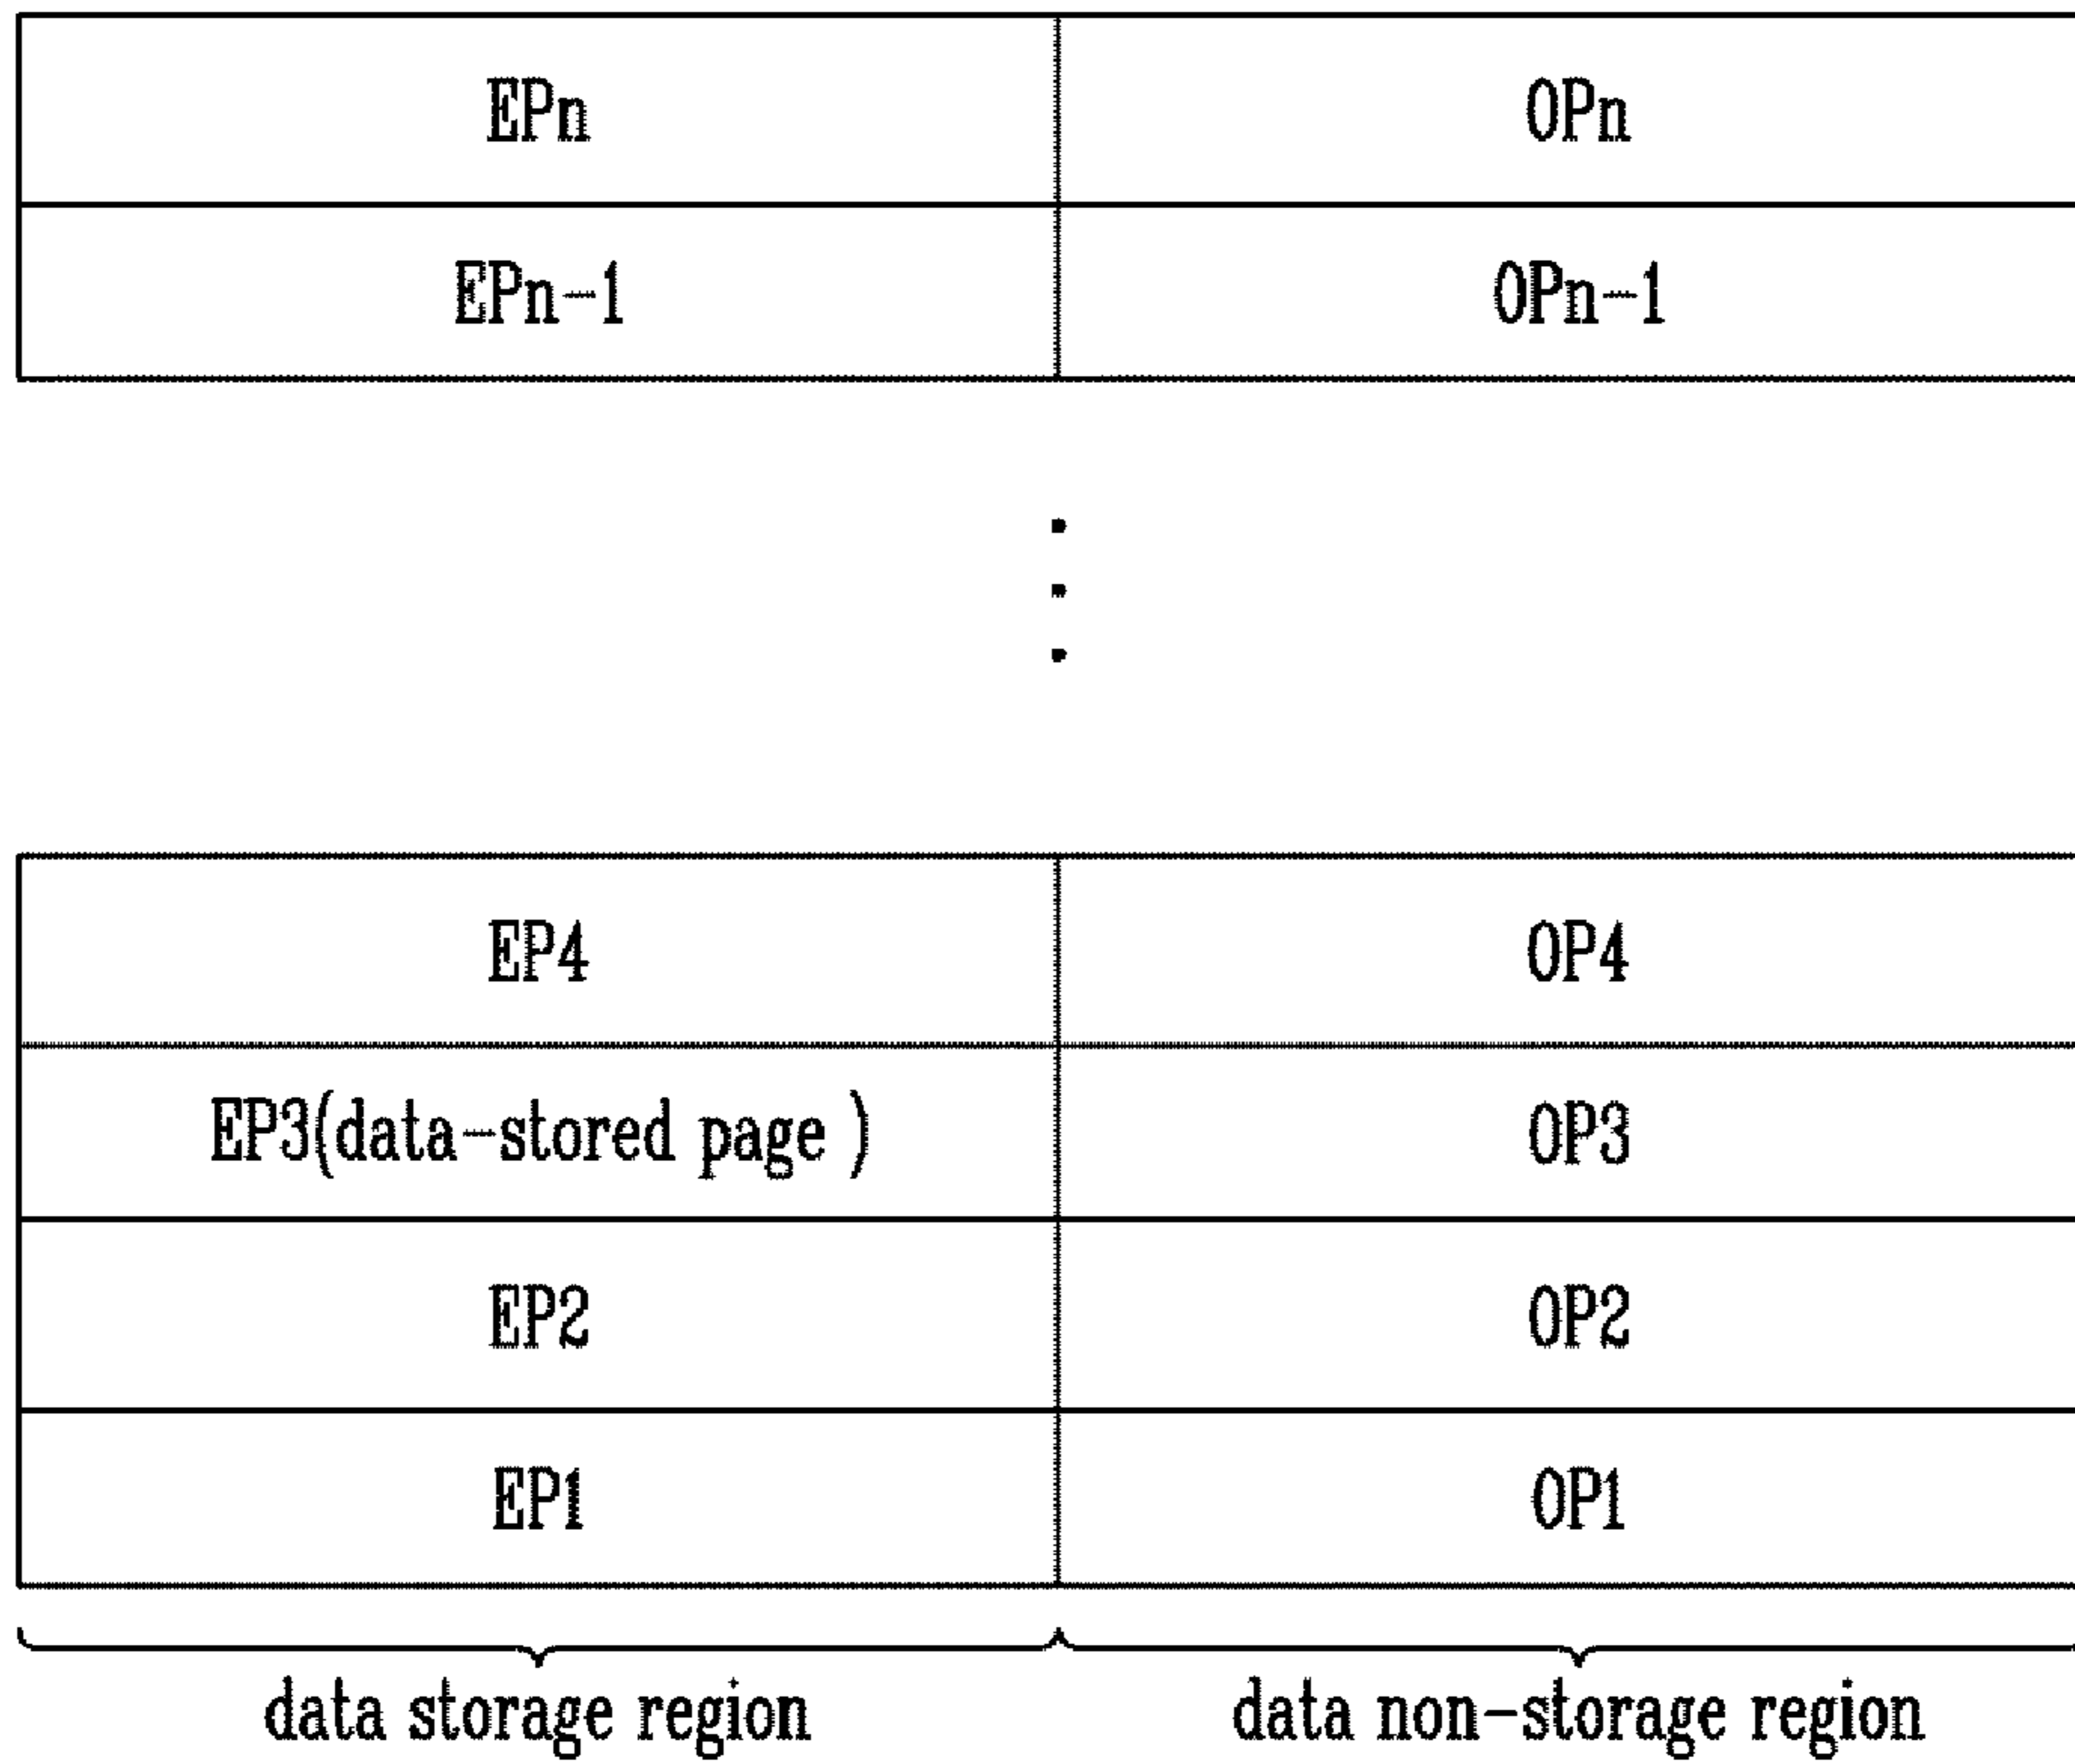 EPn OPn
EPn-1 OPn-1
EP4 OP4
EP3(data-stored page ) OP3
EP2 OP2
EP1 OP1
data storage region data non-storage region